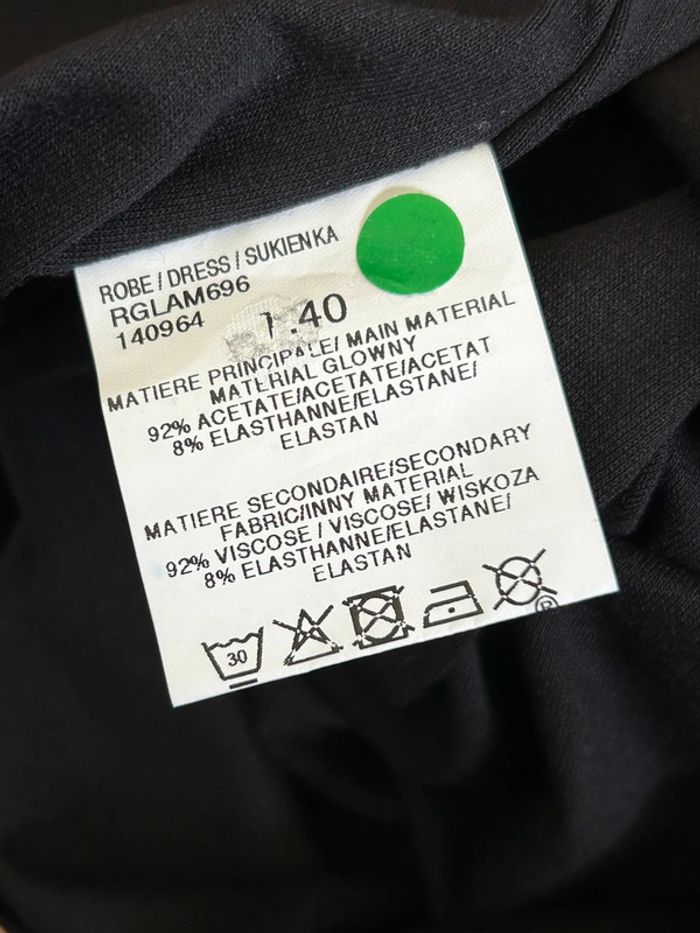 ROBE / DRESS / SUKIENKA
RGLAM696
140964
.40
MATIERE PRINCIPALE/ MAIN MATERIAL
MATERIAL GLOWNY
92% ACETATE/ACETATE/ACETAT
8% ELASTHANNE/ELASTANE/
ELASTAN
MATIERE SECONDAIRE/SECONDARY
FABRIC/INNY MATERIAL
92% VISCOSE / VISCOSE/ WISKOZA
8% ELASTHANNE/ELASTANE/
ELASTAN
30
®